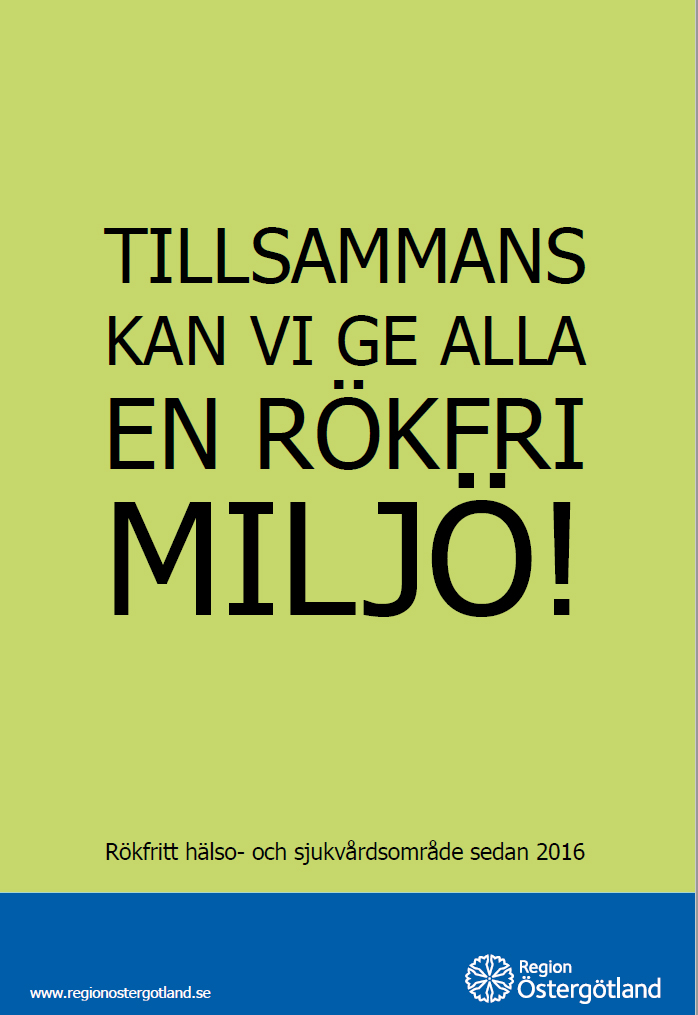 TILLSAMMANS
KAN VI GE ALLA
EN RÖKFRI
MILJÖ!
Rökfritt hälso- och sjukvårdsområde sedan 2016
www.regionostergotland.se
Region
Östergötland